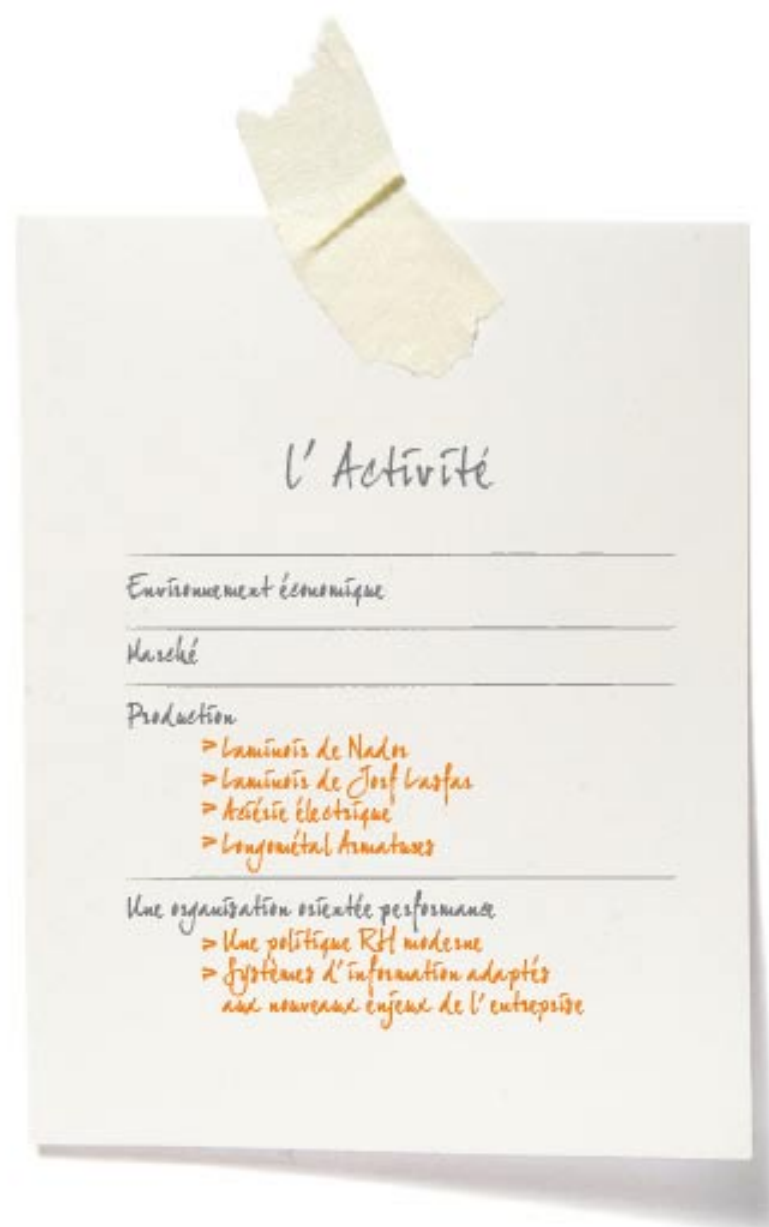 L' Activité
Environnement économique
Marché
Production
> Laminoir de Nador
> Laminoir de Jorf Lasfar
> Aciérie électrique
> Longométal Armatures
Une organisation orientée performance
> Une politique RH moderne
> Systèmes d'information adaptés
aux nouveaux enjeux de l'entreprise